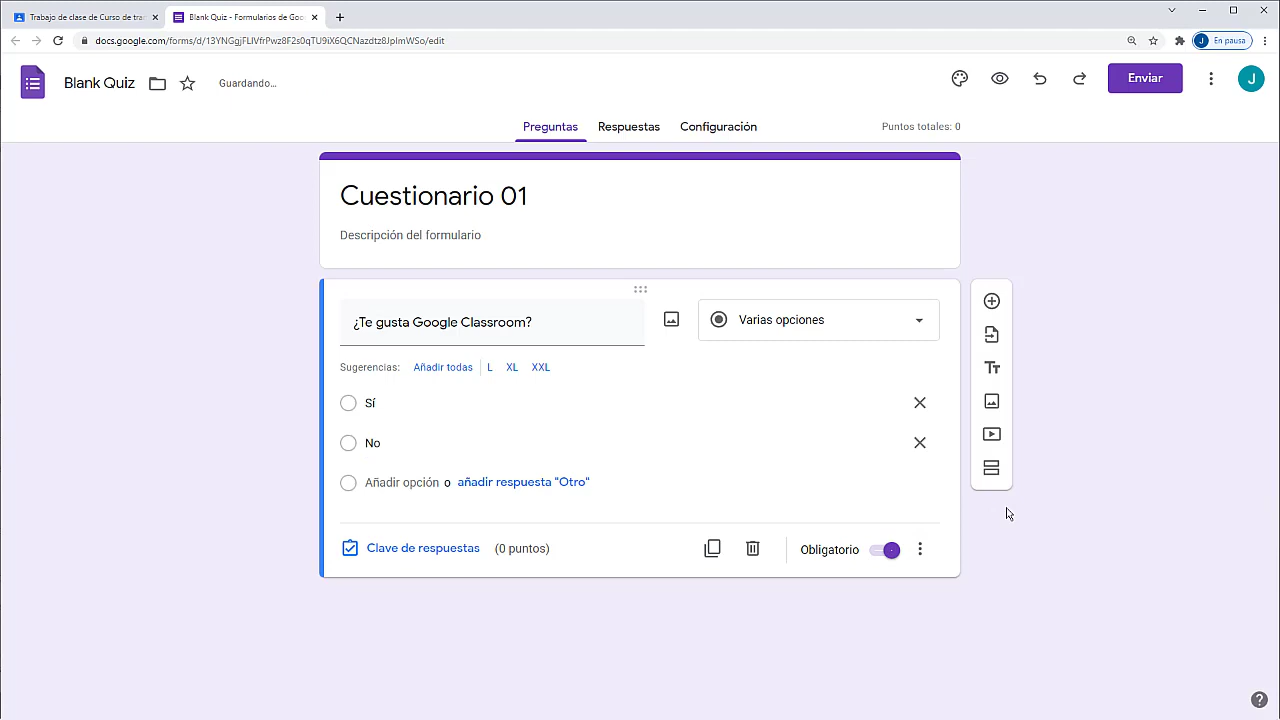 Trabajo de clase de Curso de tra
Blank Quiz - Formularios de Goo
docs.google.com/forms/d/13YNGgjFLlVfrPwz8F2s0qTU9iX6QCNazdtz8JpImWSo/edit
J
En pausa
Blank Quiz
Guardando...
Enviar
J
Preguntas
Respuestas
Configuración
Puntos totales: 0
Cuestionario 01
Descripción del formulario
¿Te gusta Google Classroom?
Varias opciones
Sugerencias: Añadir todas L XL XXL
Sí
No
Añadir opción o añadir respuesta "Otro"
Clave de respuestas (0 puntos)
Obligatorio
Tт